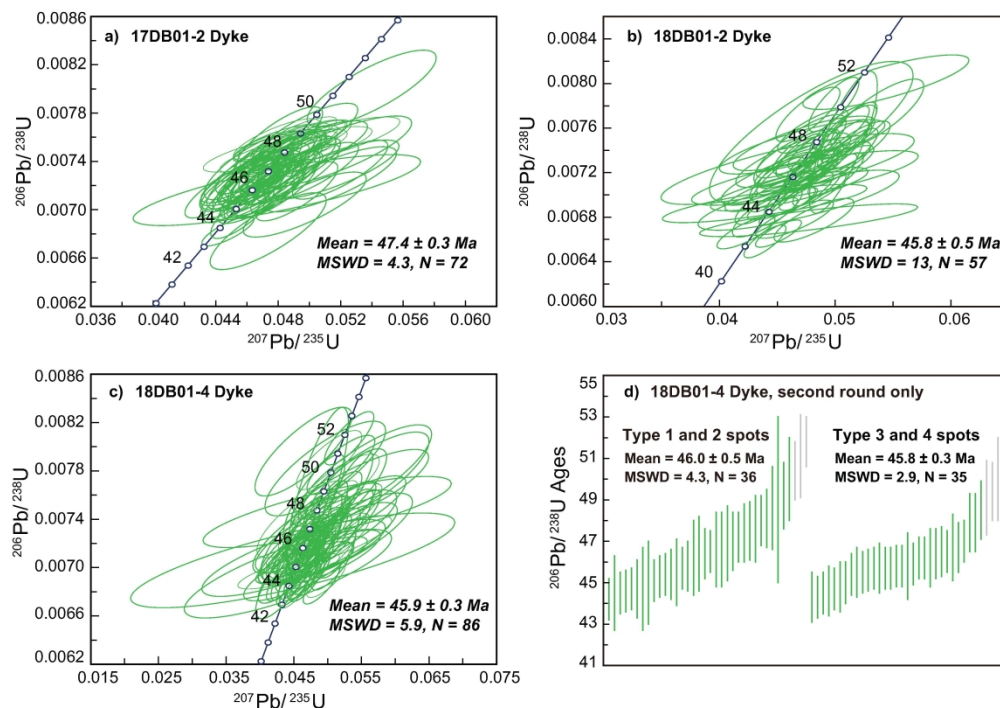 a) 17DB01-2 Dyke
0.0086
0.0082
0.0078
0.0074
0.0070
0.0066
0.0062
206Pb/238U
50
48
46
44
42
Mean = 47.4 ± 0.3 Ma
MSWD = 4.3, N = 72
0.036 0.040 0.044 0.048 0.052 0.056 0.060
207Pb/ 235U
b) 18DB01-2 Dyke
0.0084
0.0080
0.0076
0.0072
0.0068
0.0064
0.0060
206Pb/238U
52
48
44
40
Mean = 45.8 ± 0.5 Ma
MSWD = 13, N = 57
0.03 0.04 0.05 0.06
207Pb/ 235U
c) 18DB01-4 Dyke
0.0086
0.0082
0.0078
0.0074
0.0070
0.0066
0.0062
206Pb/238U
52
50
48
46
44
42
Mean = 45.9 ± 0.3 Ma
MSWD = 5.9, N = 86
0.015 0.025 0.035 0.045 0.055 0.065 0.075
207Pb/ 235U
d) 18DB01-4 Dyke, second round only
55
53
51
49
47
45
43
41
206Pb/238U Ages
Type 1 and 2 spots
Mean = 46.0 ± 0.5 Ma
MSWD = 4.3, N = 36
Type 3 and 4 spots
Mean = 45.8 ± 0.3 Ma
MSWD = 2.9, N = 35